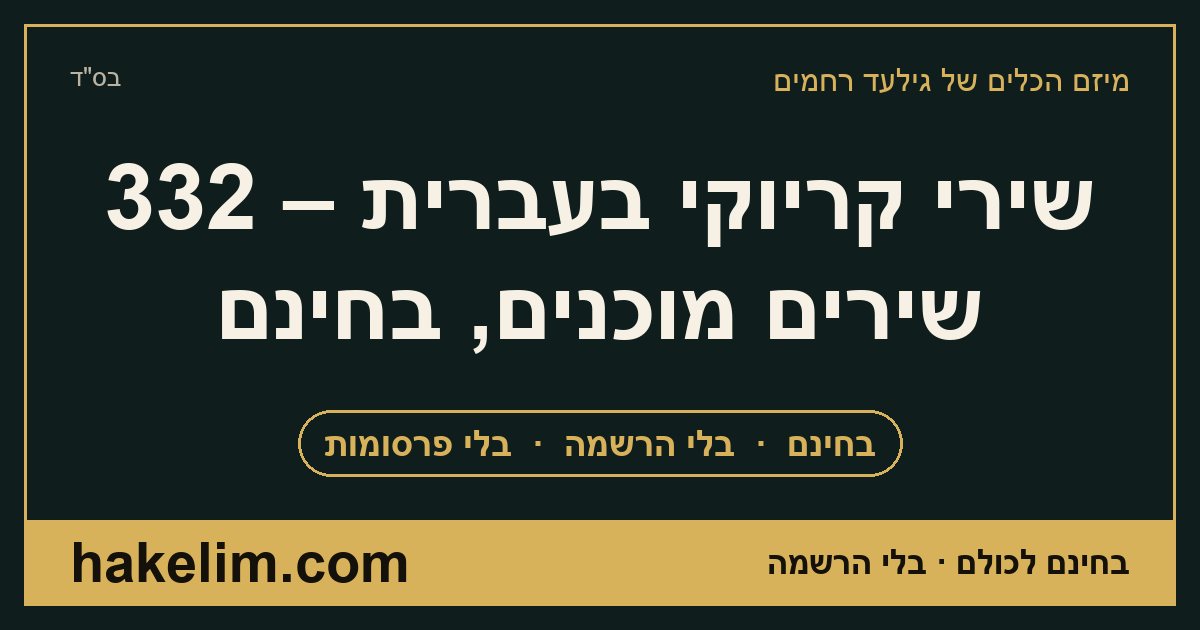 מיזם הכלים של גילעד רחמים
בס"ד
שירי קריוקי בעברית – 332
שירים מוכנים, בחינם
בחינם · בלי הרשמה · בלי פרסומות
בחינם לכולם · בלי הרשמה
hakelim.com